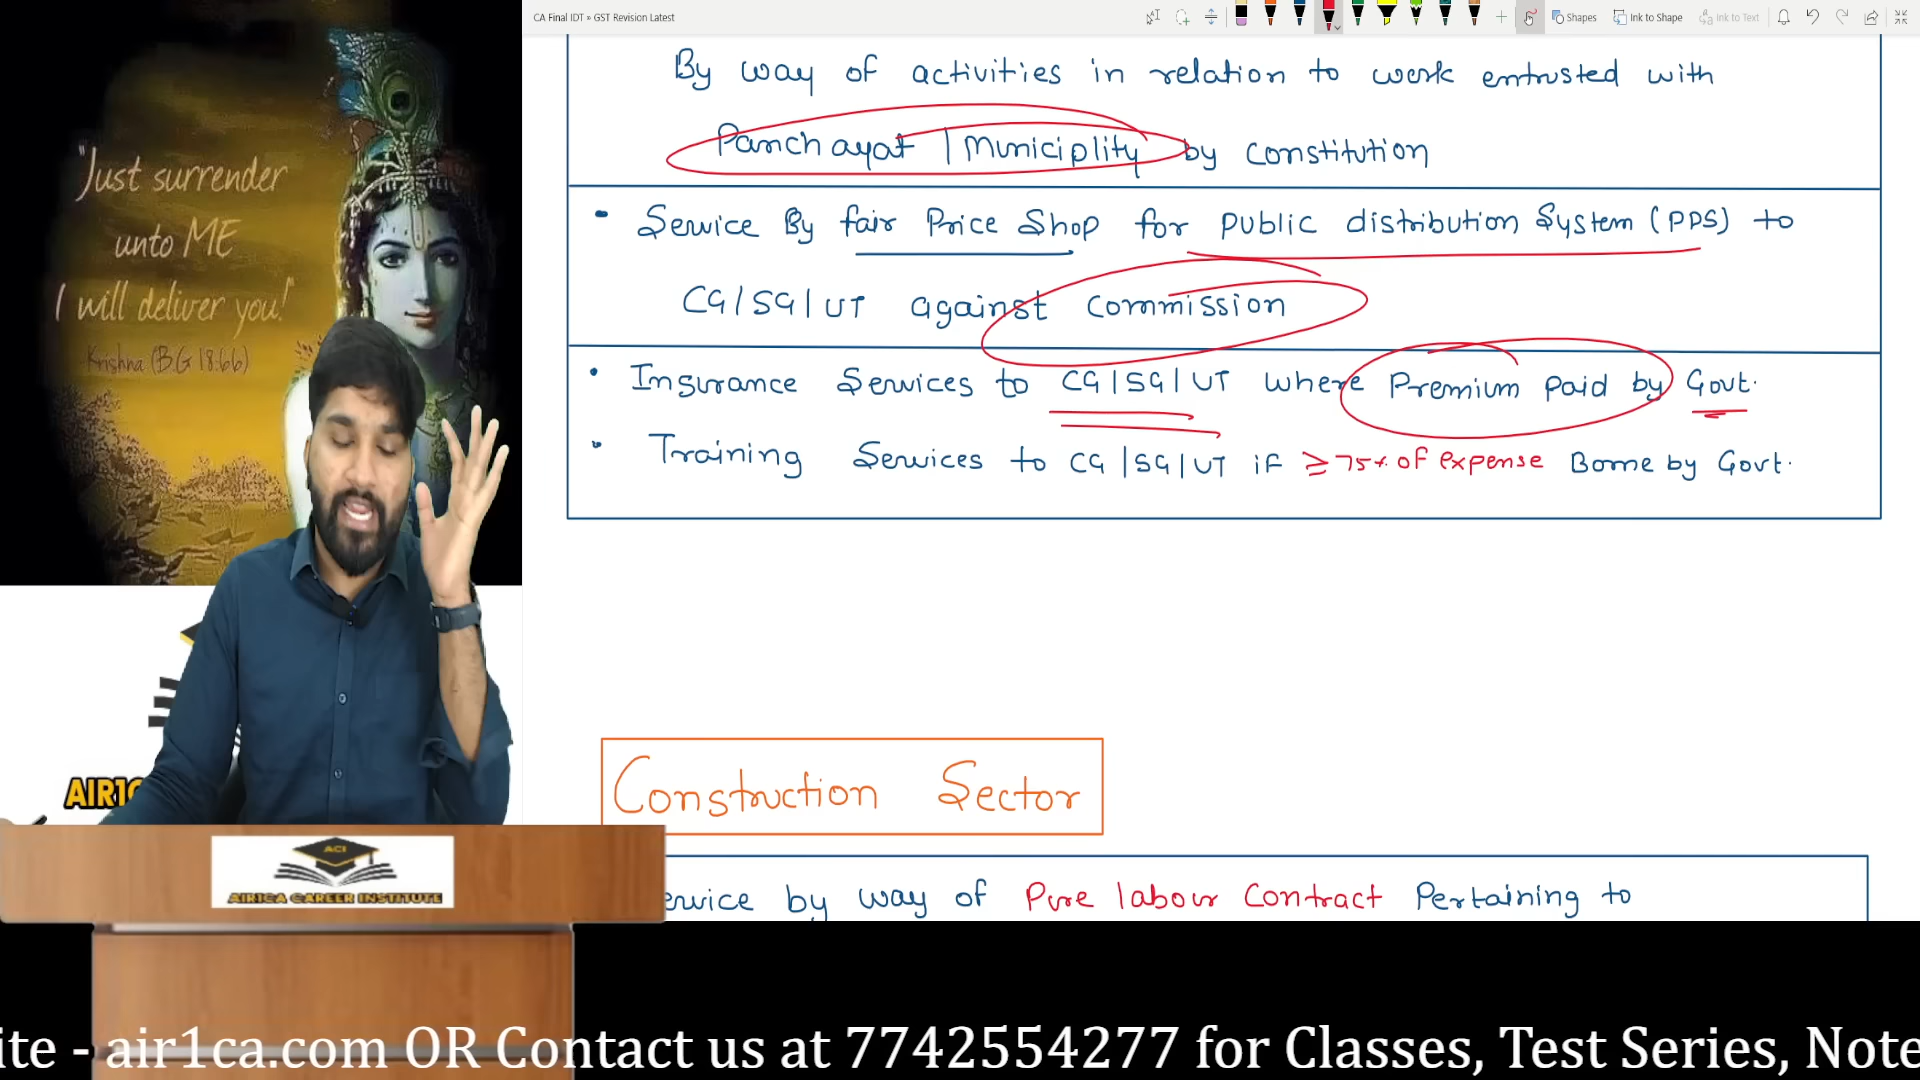 CA Final IDT » GST Revision Latest
Shapes
Ink to Shape
Ink to Text
By way of activities in relation to work entrusted with
Panchayat | Municiplity by constitution
• Service By fair Price Shop for public distribution System (PDS) to
CG/SG/UT against commission
• Insurance Services to CG/SG/UT where Premium paid by Govt.
• Training Services to CG/SG/UT if ≥75% of expense Borne by Govt.
Construction Sector
ervice by way of Pure labour Contract Pertaining to
"Just surrender
unto ME
I will deliver you!"
Krishna (B.G 18:66)
AIR1C
ACI
AIR1CA CAREER INSTITUTE
ite - air1ca.com OR Contact us at 7742554277 for Classes, Test Series, Note